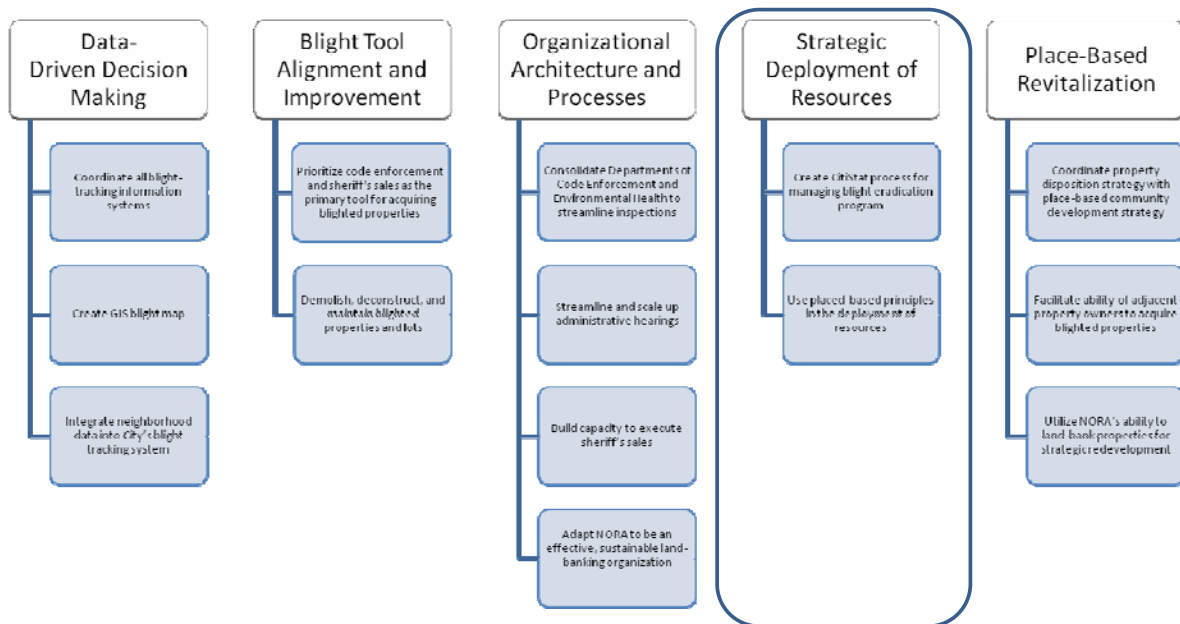 Data-
Driven Decision
Making
Coordinate all blight-
tracking information
systems
Create GIS blight map
Integrate neighborhood
data into City's blight
tracking system
Blight Tool
Alignment and
Improvement
Prioritize code enforcement
and sheriff's sales as the
primary tool for acquiring
blighted properties
Demolish, deconstruct, and
maintain blighted
properties and lots
Organizational
Architecture and
Processes
Consolidate Departments of
Code Enforcement and
Environmental Health to
streamline inspections
Streamline and scale up
administrative hearings
Build capacity to execute
sheriff's sales
Adapt NORA to be an
effective, sustainable land-
banking organization
Strategic
Deployment of
Resources
Create Citistat process for
managing blight eradication
program
Use placed-based principles
in the deployment of
resources
Place-Based
Revitalization
Coordinate property
disposition strategy with
place-based community
development strategy
Facilitate ability of adjacent
property owners to acquire
blighted properties
Utilize NORA's ability to
land-bank properties for
strategic redevelopment